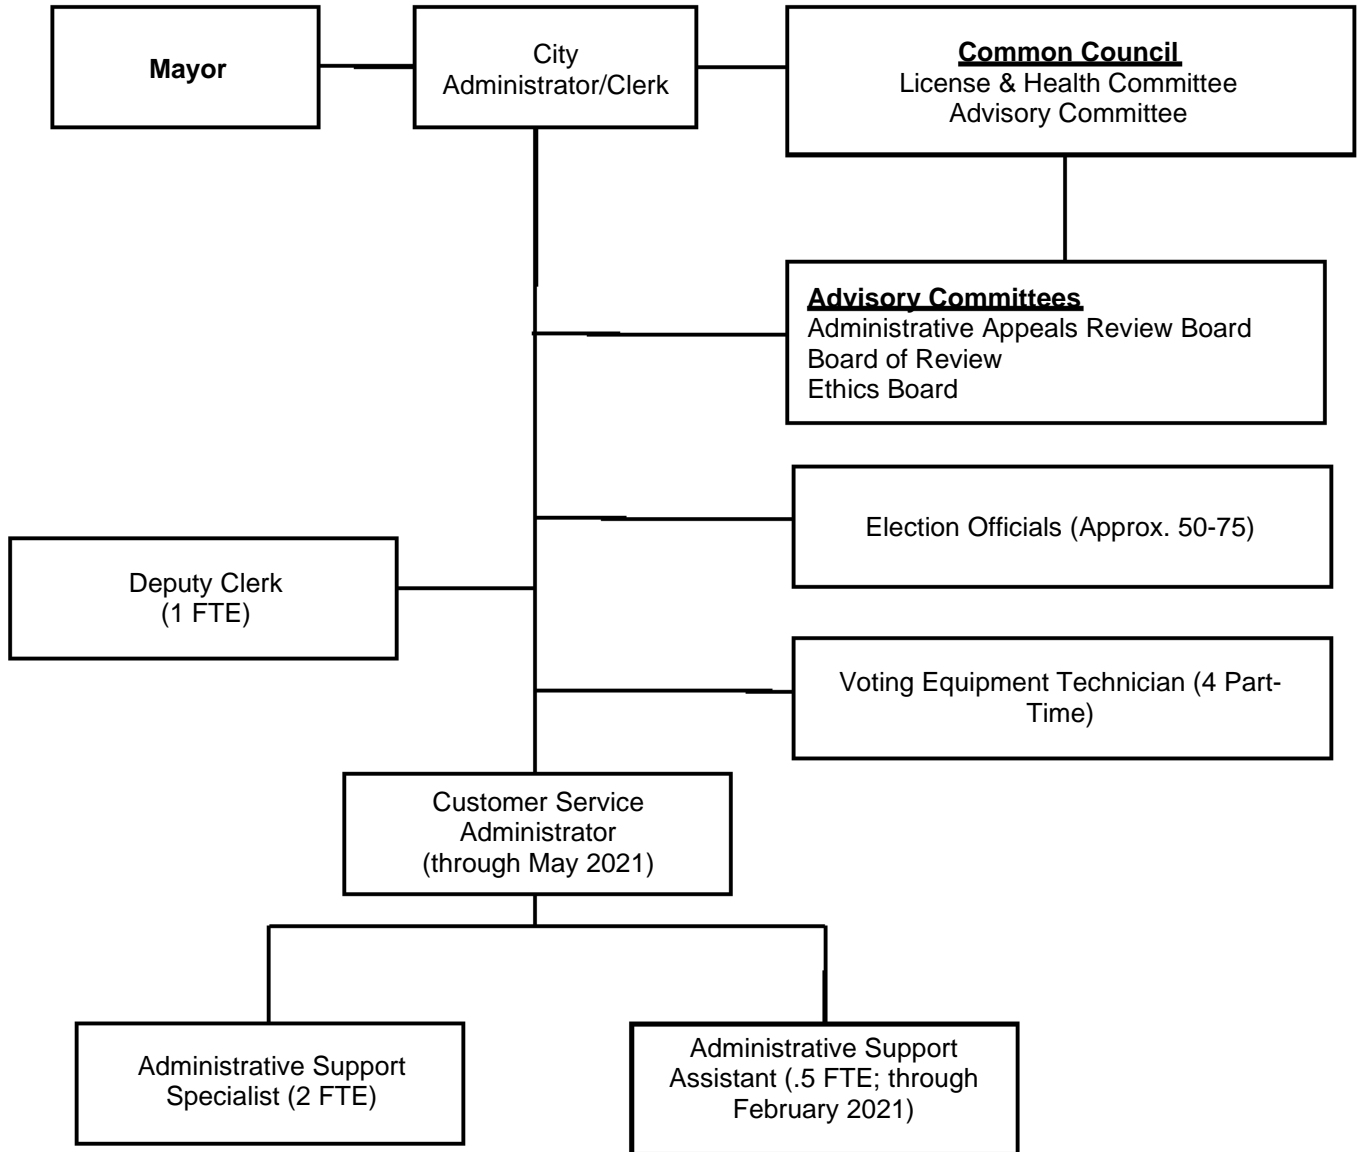 Mayor
City
Administrator/Clerk
Common Council
License & Health Committee
Advisory Committee
Advisory Committees
Administrative Appeals Review Board
Board of Review
Ethics Board
Election Officials (Approx. 50-75)
Deputy Clerk
(1 FTE)
Voting Equipment Technician (4 Part-
Time)
Customer Service
Administrator
(through May 2021)
Administrative Support
Specialist (2 FTE)
Administrative Support
Assistant (.5 FTE; through
February 2021)